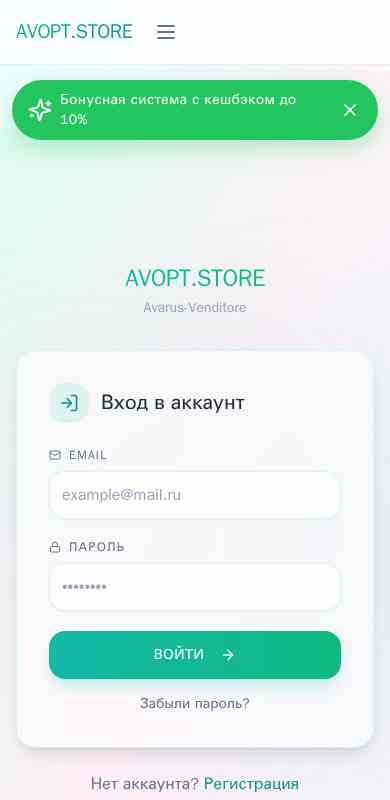 AVOPT.STORE
Бонусная система с кешбэком до
10%
AVOPT.STORE
Avarus-Venditore
Вход в аккаунт
EMAIL
example@mail.ru
ПАРОЛЬ
••••••••
ВОЙТИ →
Забыли пароль?
Нет аккаунта? Регистрация